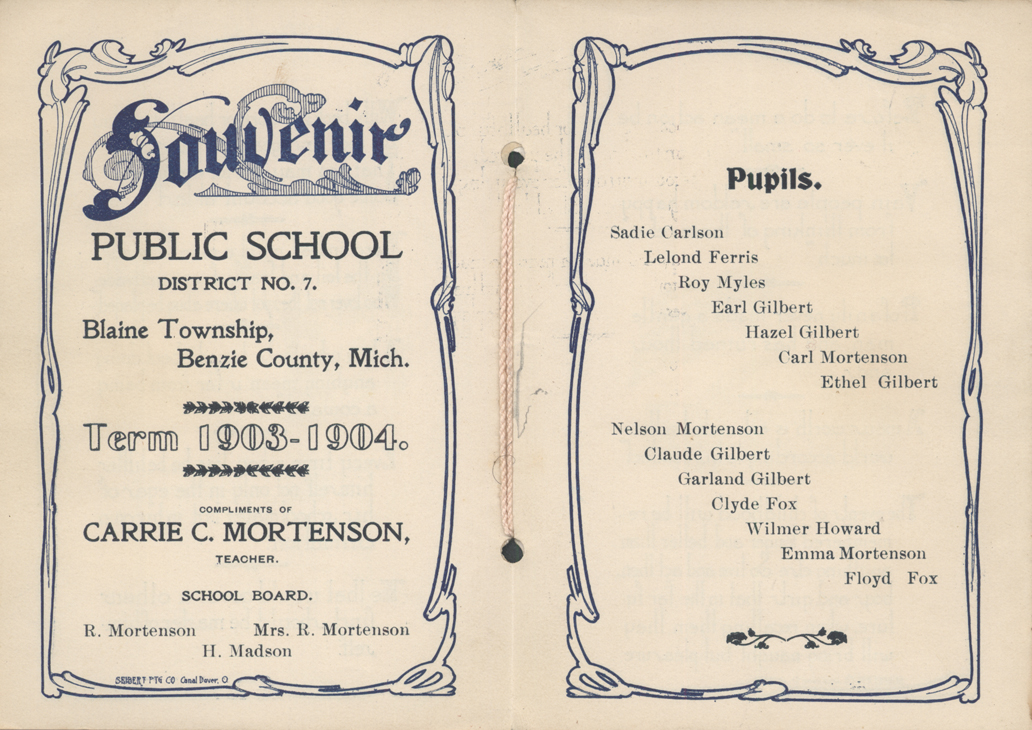 Souvenir
PUBLIC SCHOOL
DISTRICT NO. 7.
Blaine Township,
Benzie County, Mich.
Term 1903-1904.
COMPLIMENTS OF
CARRIE C. MORTENSON,
TEACHER.
SCHOOL BOARD.
R. Mortenson Mrs. R. Mortenson
H. Madson
SEIBERT PTG CO Canal Dover, O.
Pupils.
Sadie Carlson
Lelond Ferris
Roy Myles
Earl Gilbert
Hazel Gilbert
Carl Mortenson
Ethel Gilbert
Nelson Mortenson
Claude Gilbert
Garland Gilbert
Clyde Fox
Wilmer Howard
Emma Mortenson
Floyd Fox